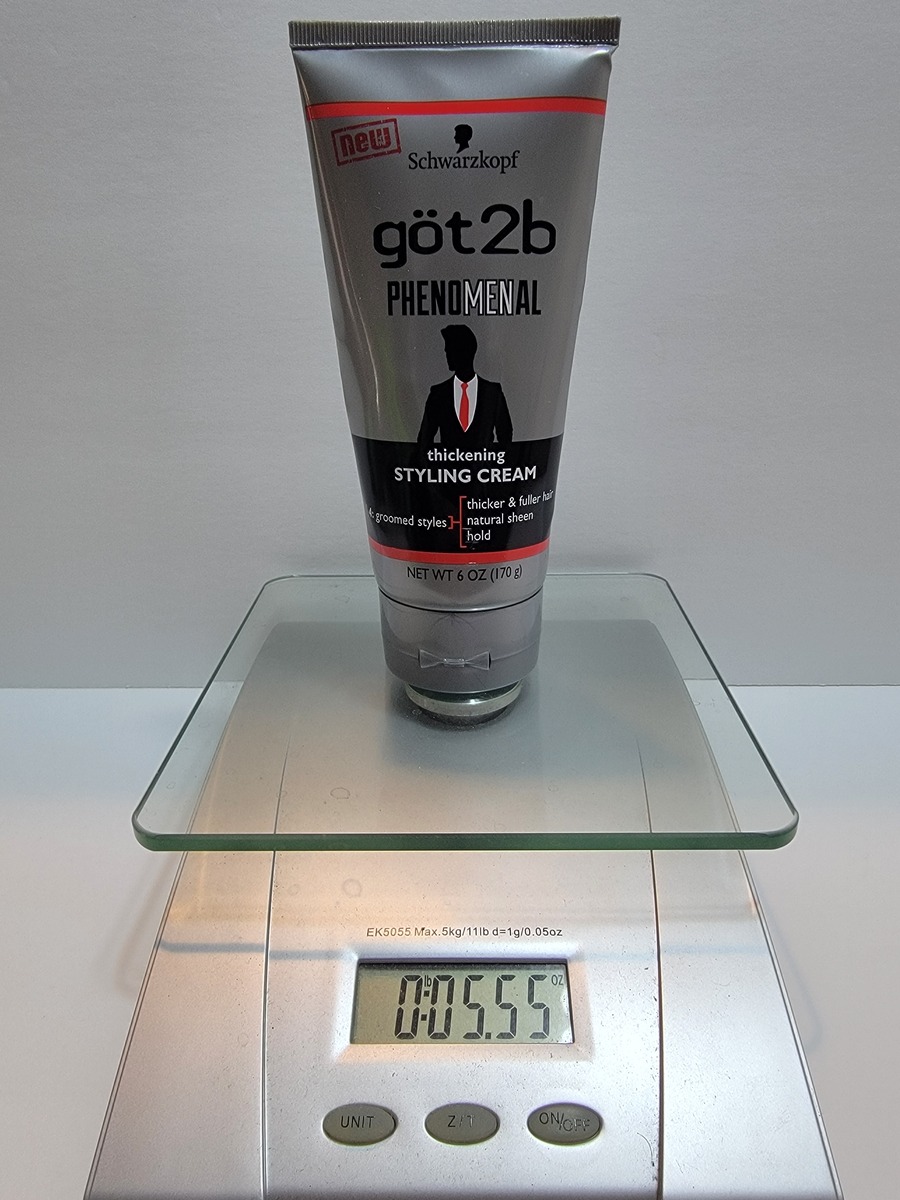 new
Schwarzkopf
göt2b
PHENOMENAL
thickening
STYLING CREAM
groomed styles
thicker & fuller hair
natural sheen
hold
NET WT 6 OZ (170 g)
EK5055 Max.5kg/11lb d=1g/0.05oz
0:05.55 lb OZ
UNIT
Z/T
ON/OFF